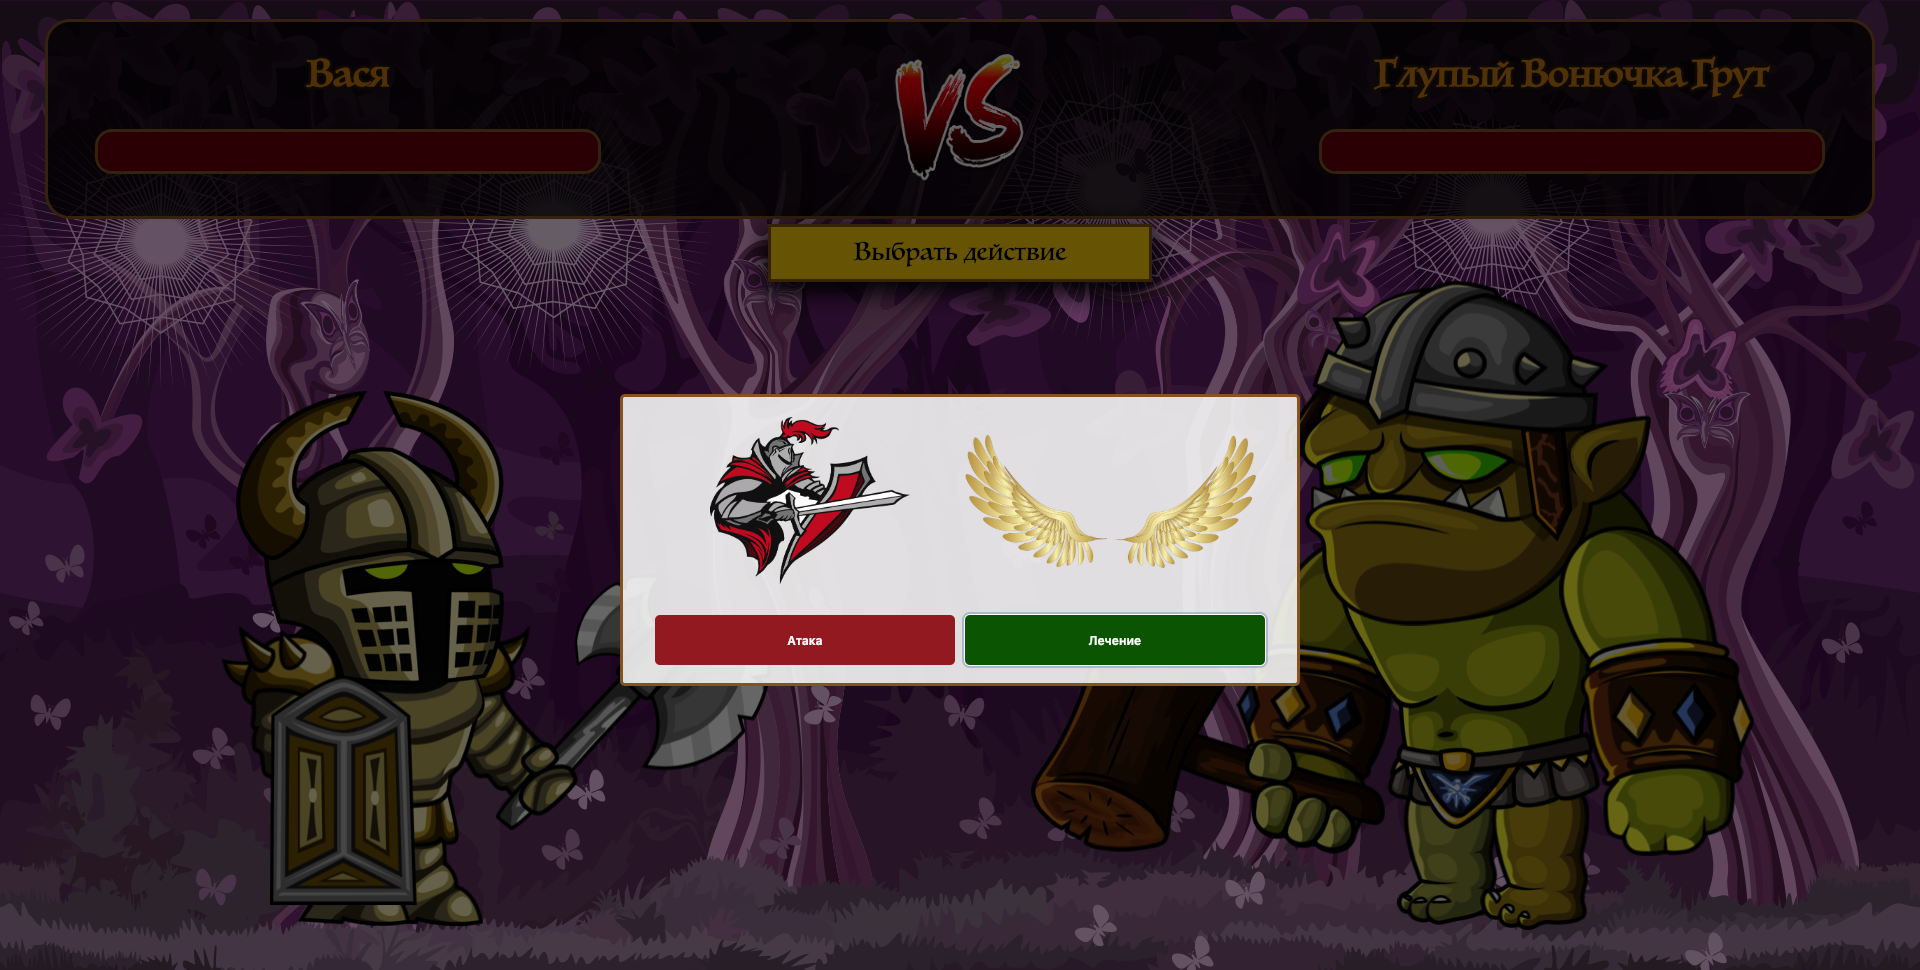 Вася
VS
Глупый Вонючка Грут
Выбрать действие
Атака
Лечение